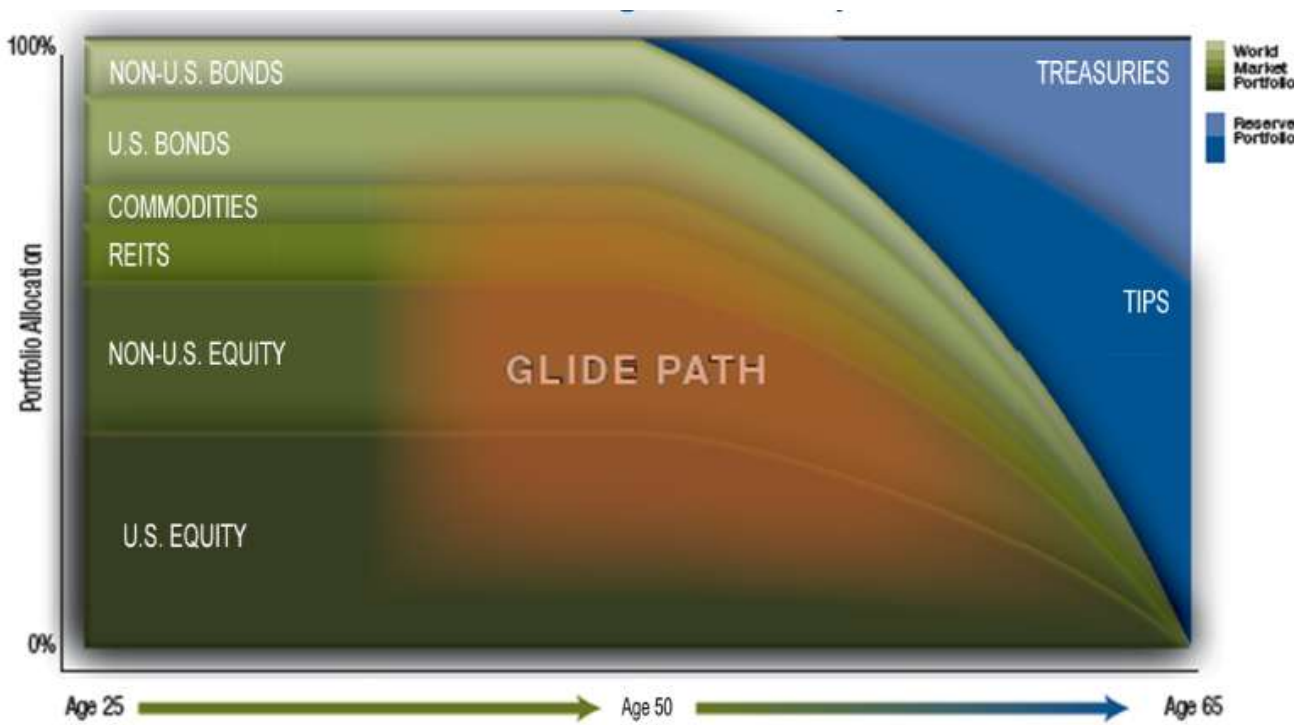 100%
NON-U.S. BONDS
TREASURIES
World
Market
Portfolio
U.S. BONDS
Reserve
Portfolio
COMMODITIES
REITS
TIPS
Portfolio Allocation
NON-U.S. EQUITY
GLIDE PATH
U.S. EQUITY
0%
Age 25
Age 50
Age 65